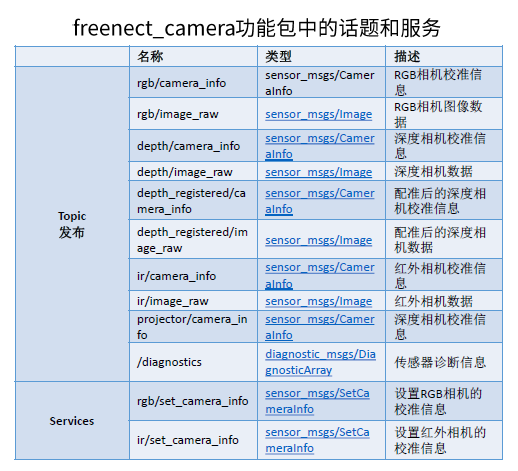 freenect_camera功能包中的话题和服务
名称 类型 描述
Topic
发布
rgb/camera_info
sensor_msgs/Camer
aInfo
RGB相机校准信
息
rgb/image_raw
sensor_msgs/Image
RGB相机图像数
据
depth/camera_info
sensor_msgs/Camer
aInfo
深度相机校准信
息
depth/image_raw
sensor_msgs/Image
深度相机数据
depth_registered/ca
mera_info
sensor_msgs/Camer
aInfo
配准后的深度相
机校准信息
depth_registered/im
age_raw
sensor_msgs/Image
配准后的深度相
机数据
ir/camera_info
sensor_msgs/Camer
aInfo
红外相机校准信
息
ir/image_raw
sensor_msgs/Image
红外相机数据
projector/camera_in
fo
sensor_msgs/Camer
aInfo
深度相机校准信
息
/diagnostics
diagnostic_msgs/Dia
gnosticArray
传感器诊断信息
Services
rgb/set_camera_info
sensor_msgs/SetCa
meraInfo
设置RGB相机的
校准信息
ir/set_camera_info
sensor_msgs/SetCa
meraInfo
设置红外相机的
校准信息